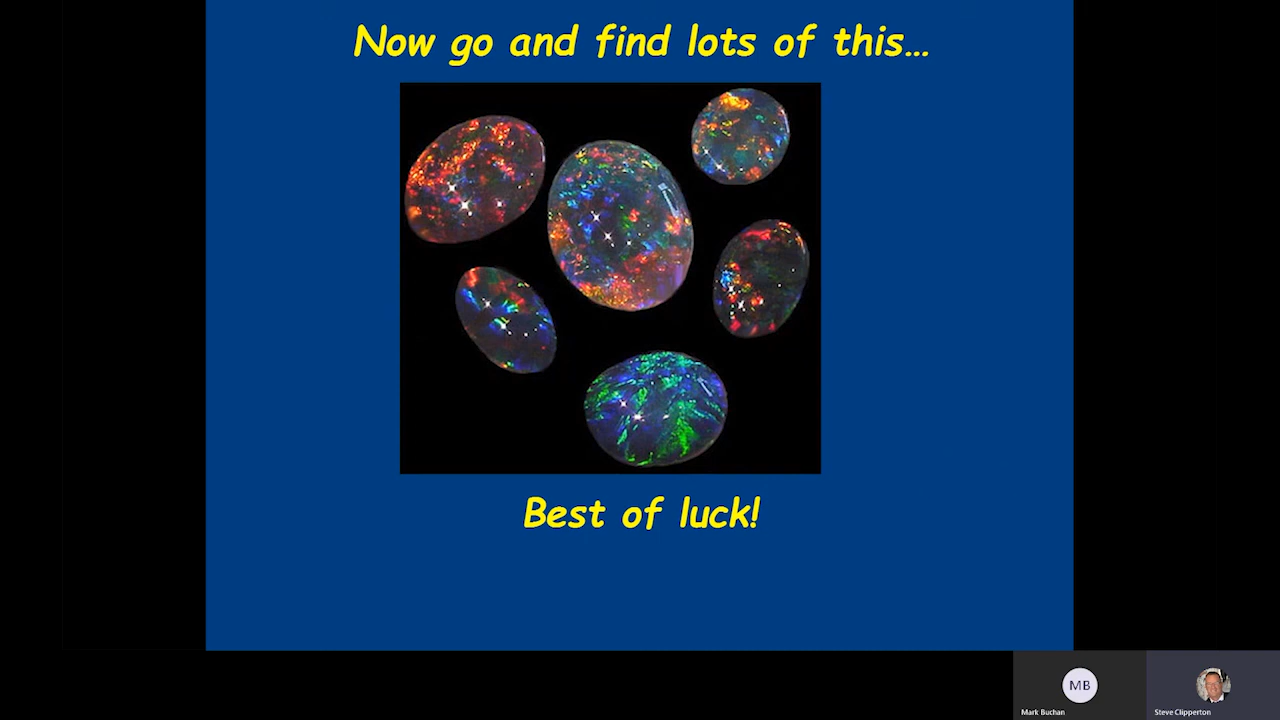 Now go and find lots of this...
Best of luck!
MB
Mark Buchan
Steve Clipperton